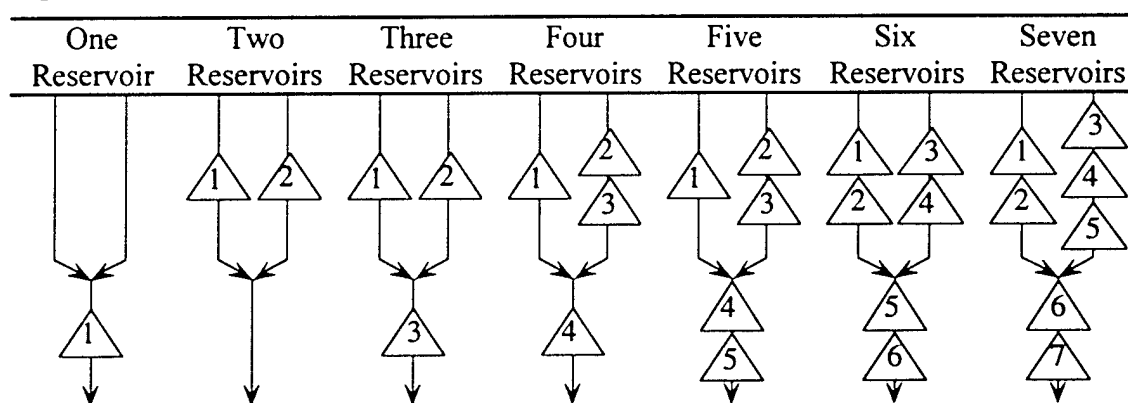 One Two Three Four Five Six Seven
Reservoir Reservoirs Reservoirs Reservoirs Reservoirs Reservoirs Reservoirs
1 2 1 2 1 2 3 1 2 3 1 2 3 4 1 2 3 4 5
1 3 4 4 5 5 6 6 7